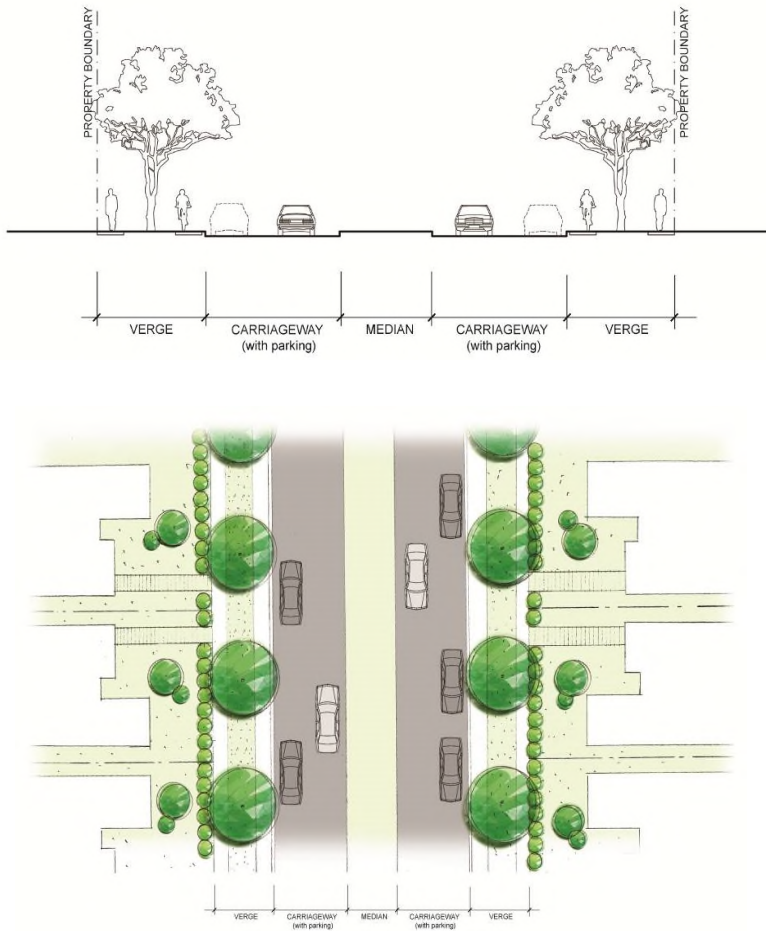 PROPERTY BOUNDARY
PROPERTY BOUNDARY
VERGE
CARRIAGEWAY
(with parking)
MEDIAN
CARRIAGEWAY
(with parking)
VERGE
VERGE
CARRIAGEWAY
(with parking)
MEDIAN
CARRIAGEWAY
(with parking)
VERGE